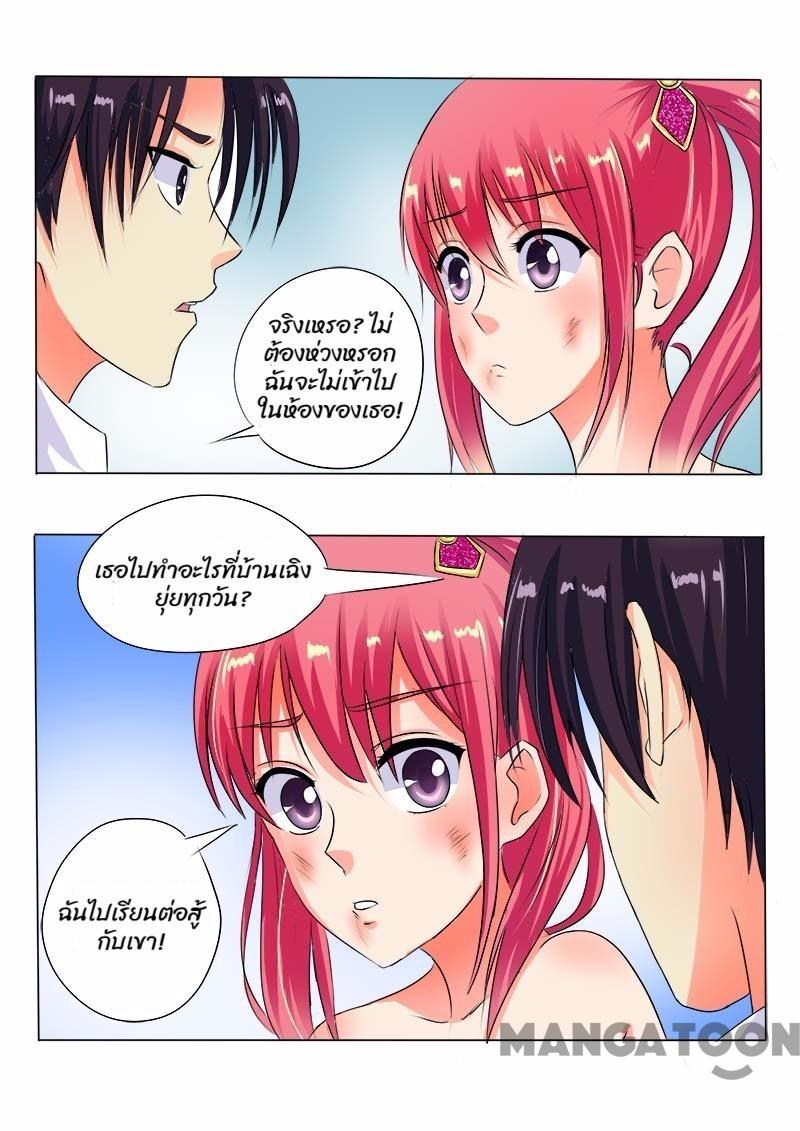 จริงเหรอ? ไม่
ต้องห่วงหรอก
ฉันจะไม่เข้าไป
ในห้องของเธอ!
เธอไปทำอะไรที่บ้านเฉิง
ยุ่ยทุกวัน?
ฉันไปเรียนต่อสู้
กับเขา!
MANGATOON